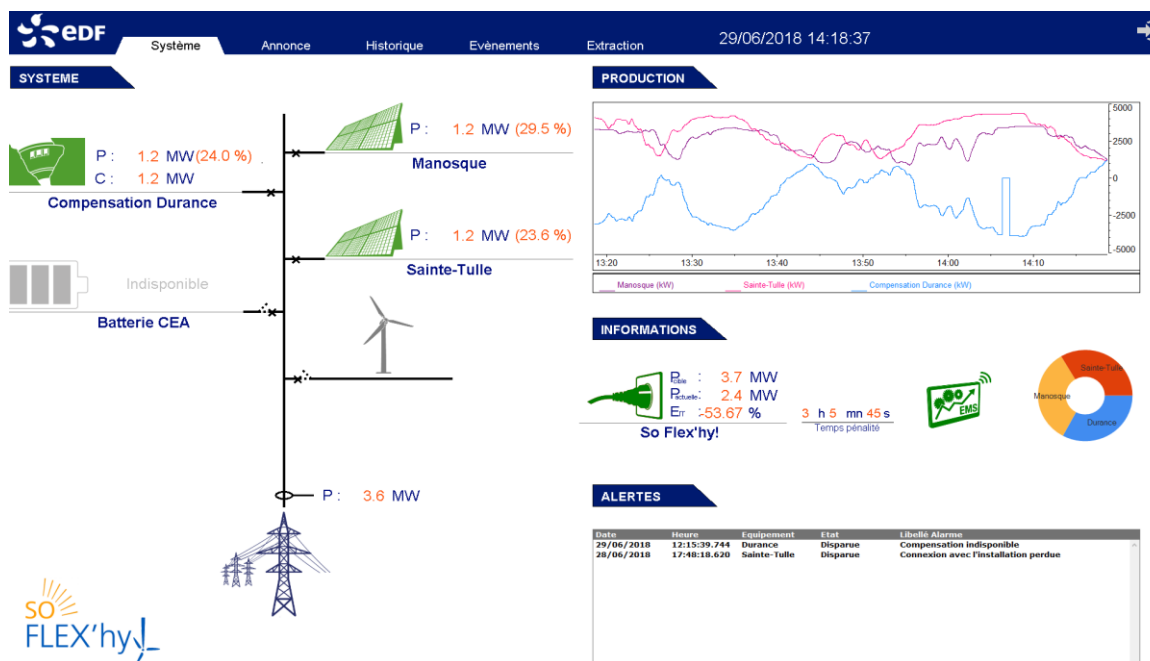 eDF
Système Annonce Historique Evènements Extraction 29/06/2018 14:18:37
SYSTEME
P : 1.2 MW(24.0 %)
C : 1.2 MW
Compensation Durance
P : 1.2 MW (29.5 %)
Manosque
P : 1.2 MW (23.6 %)
Sainte-Tulle
Indisponible
Batterie CEA
P : 3.6 MW
SO
FLEX'hy
PRODUCTION
5000
2500
0
-2500
-5000
13:20 13:30 13:40 13:50 14:00 14:10
Manosque (kW) Sainte-Tulle (kW) Compensation Durance (kW)
INFORMATIONS
Pcible : 3.7 MW
Pactuelle : 2.4 MW
Err :-53.67 %
So Flex'hy!
3 h 5 mn 45 s
Temps pénalité
EMS
Sainte-Tulle
Manosque
Durance
ALERTES
Date Heure Equipement Etat Libellé Alarme
29/06/2018 12:15:39.744 Durance Disparue Compensation indisponible
28/06/2018 17:48:18.620 Sainte-Tulle Disparue Connexion avec l'installation perdue